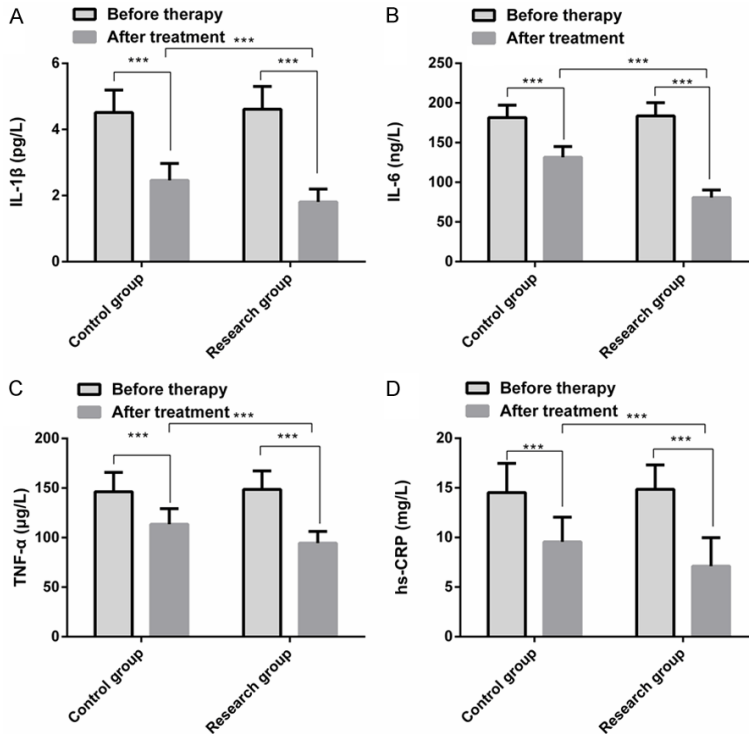 A
Before therapy
After treatment
***
***
***
IL-1β (pg/L)
6
4
2
0
Control group
Research group
B
Before therapy
After treatment
***
***
***
IL-6 (ng/L)
250
200
150
100
50
0
Control group
Research group
C
Before therapy
After treatment
***
***
***
TNF-α (μg/L)
200
150
100
50
0
Control group
Research group
D
Before therapy
After treatment
***
***
***
hs-CRP (mg/L)
20
15
10
5
0
Control group
Research group